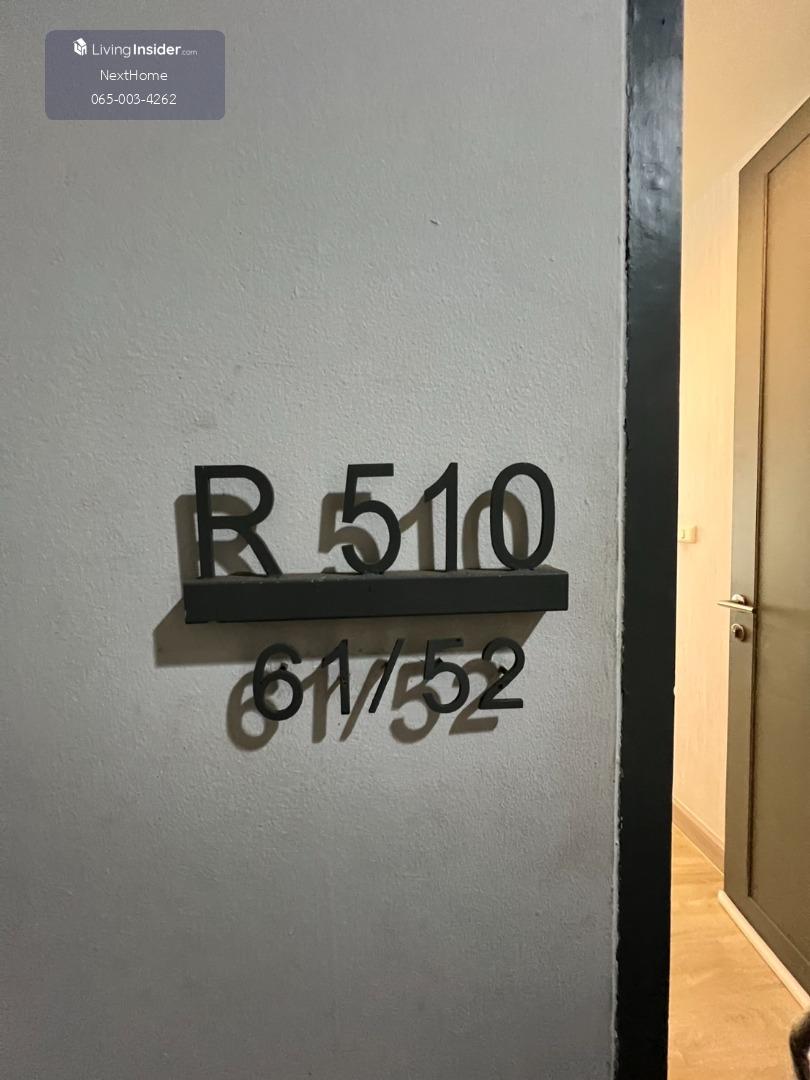 LivingInsider.com
NextHome
065-003-4262
R 510
61/52